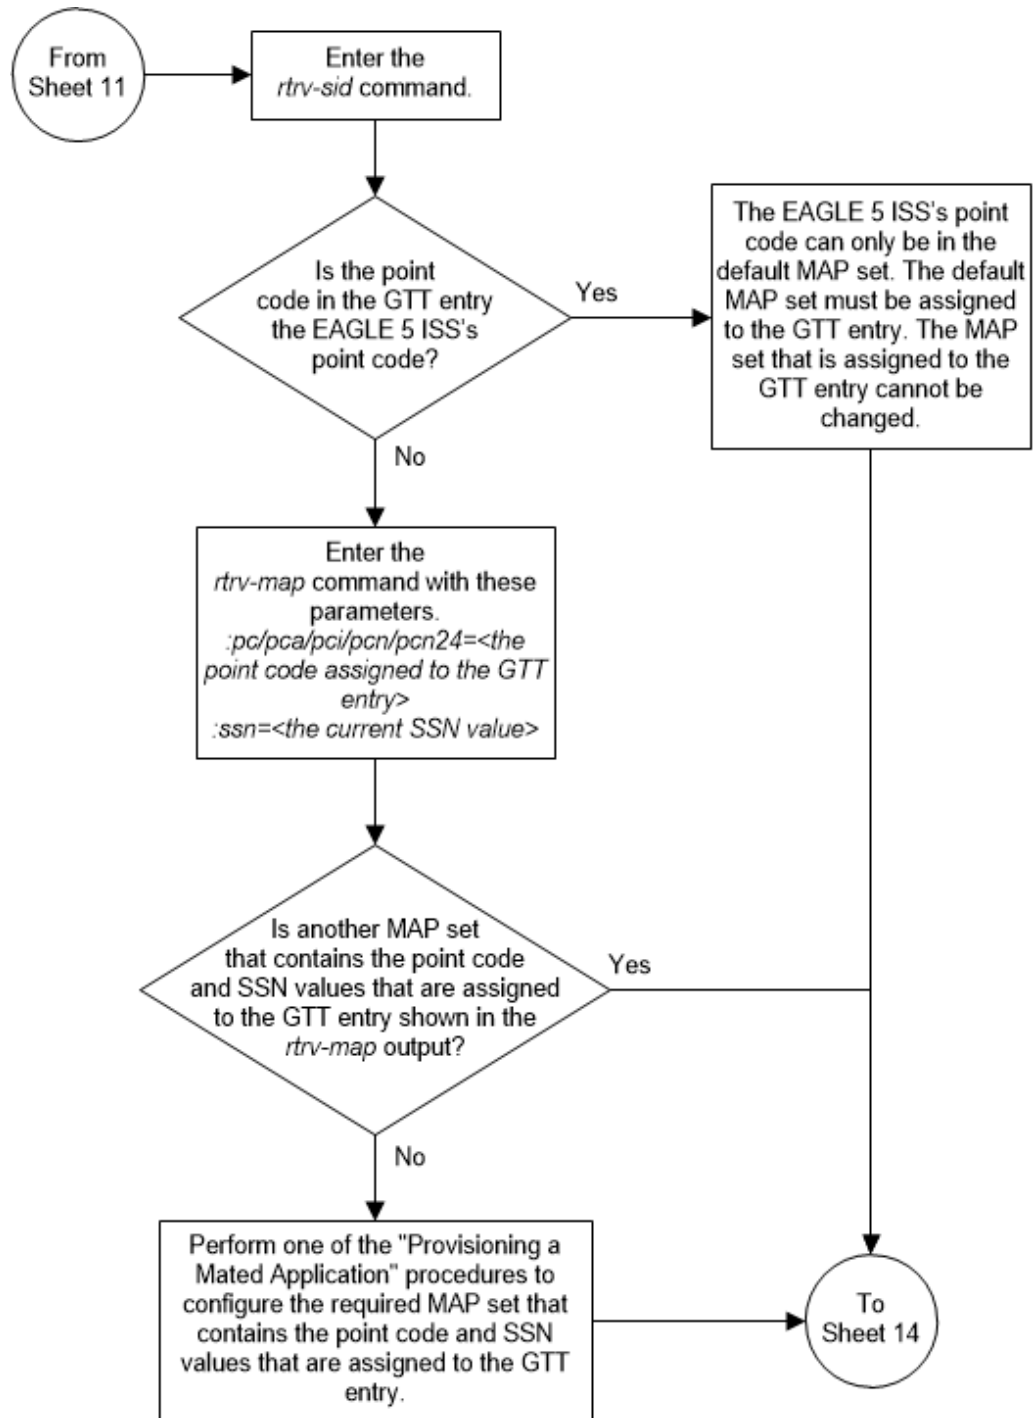 From
Sheet 11
Enter the
rtrv-sid command.
Is the point
code in the GTT entry
the EAGLE 5 ISS's
point code?
Yes
The EAGLE 5 ISS's point
code can only be in the
default MAP set. The default
MAP set must be assigned
to the GTT entry. The MAP
set that is assigned to the
GTT entry cannot be
changed.
No
Enter the
rtrv-map command with these
parameters.
:pc/pca/pci/pcn/pcn24=<the
point code assigned to the GTT
entry>
:ssn=<the current SSN value>
Is another MAP set
that contains the point code
and SSN values that are assigned
to the GTT entry shown in the
rtrv-map output?
Yes
No
Perform one of the "Provisioning a
Mated Application" procedures to
configure the required MAP set that
contains the point code and SSN
values that are assigned to the GTT
entry.
To
Sheet 14